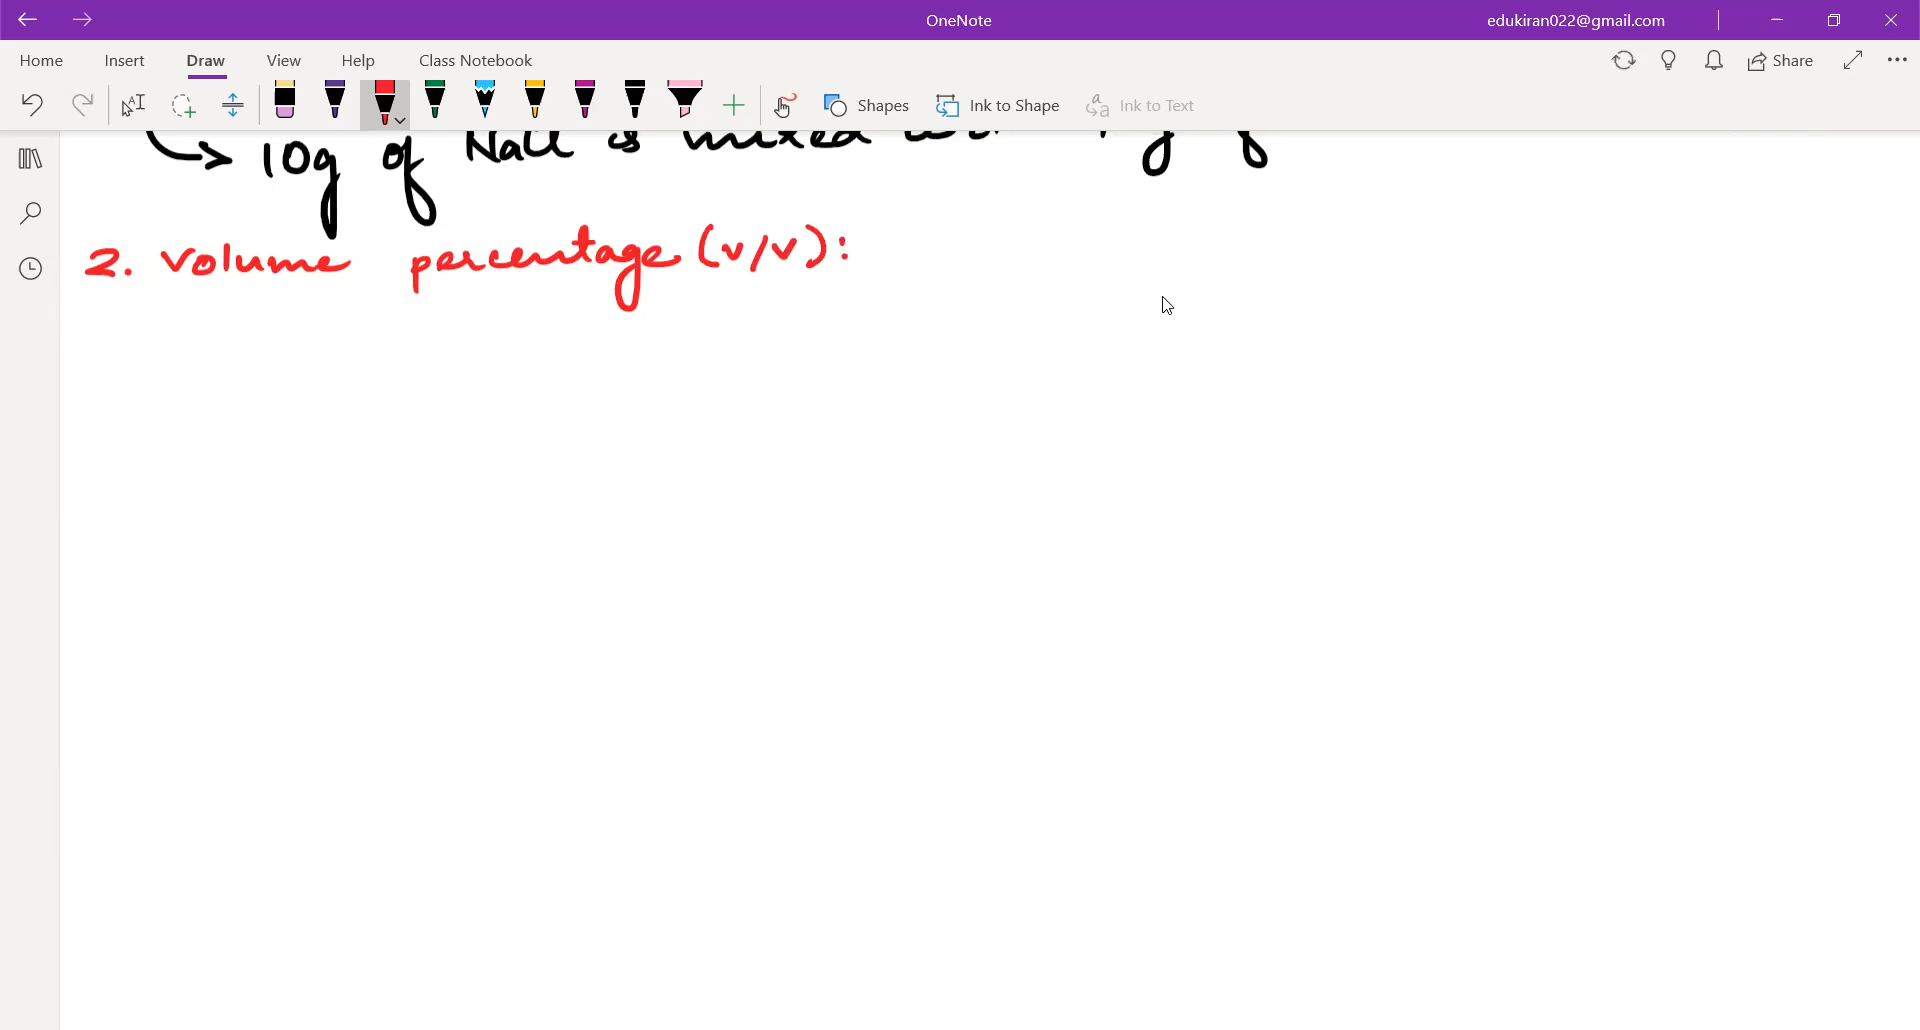 OneNote
edukiran022@gmail.com
Home Insert Draw View Help Class Notebook
Share
Shapes Ink to Shape Ink to Text
10g of NaCl is mixed
2. volume percentage (v/v):